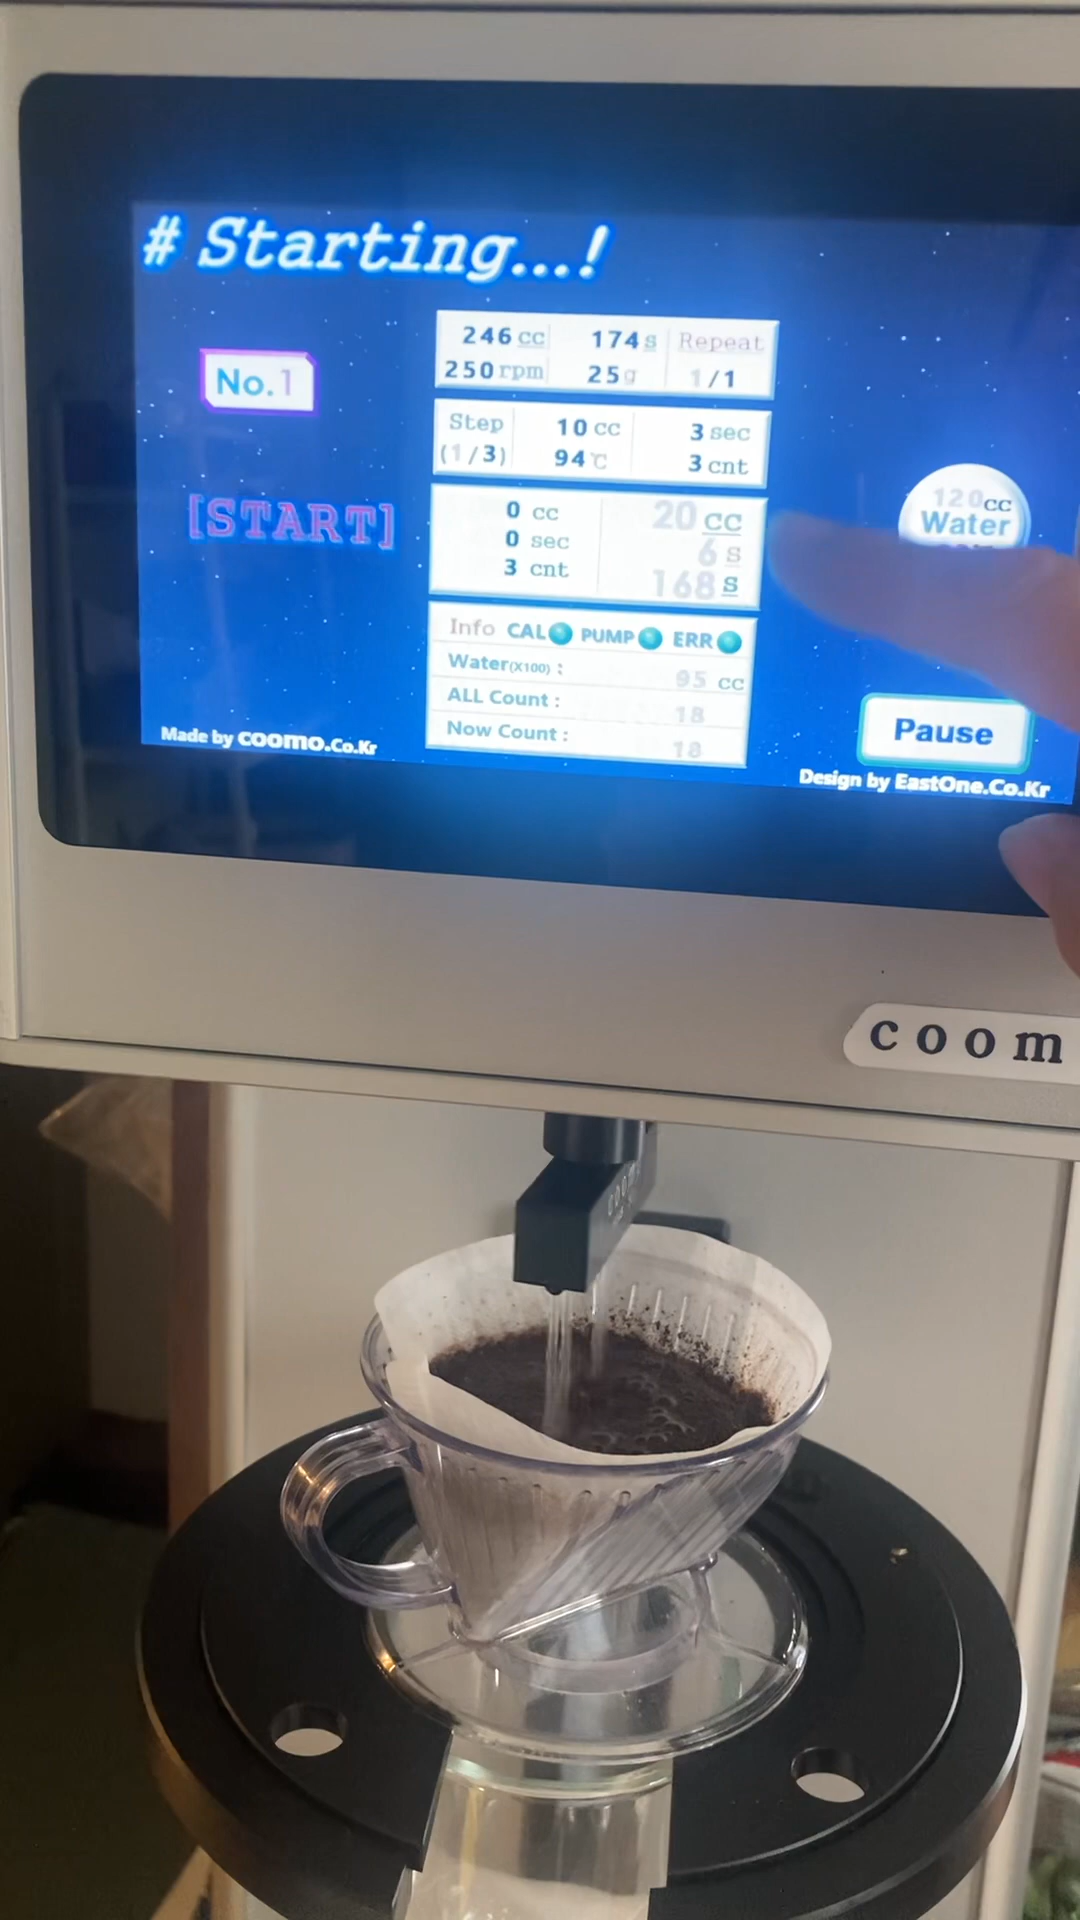 # Starting...!
No.1
[START]
246 cc 174 s Repeat
250 rpm 25g 1/1
Step 10 cc 3 sec
(1/3) 94℃ 3 cnt
0 cc 20 cc
0 sec 6 s
3 cnt 168 s
120cc
Water
Info CAL PUMP ERR
Water(X100) : 95 cc
ALL Count : 18
Now Count : 18
Pause
Made by coomo.Co.Kr
Design by EastOne.Co.Kr
coom